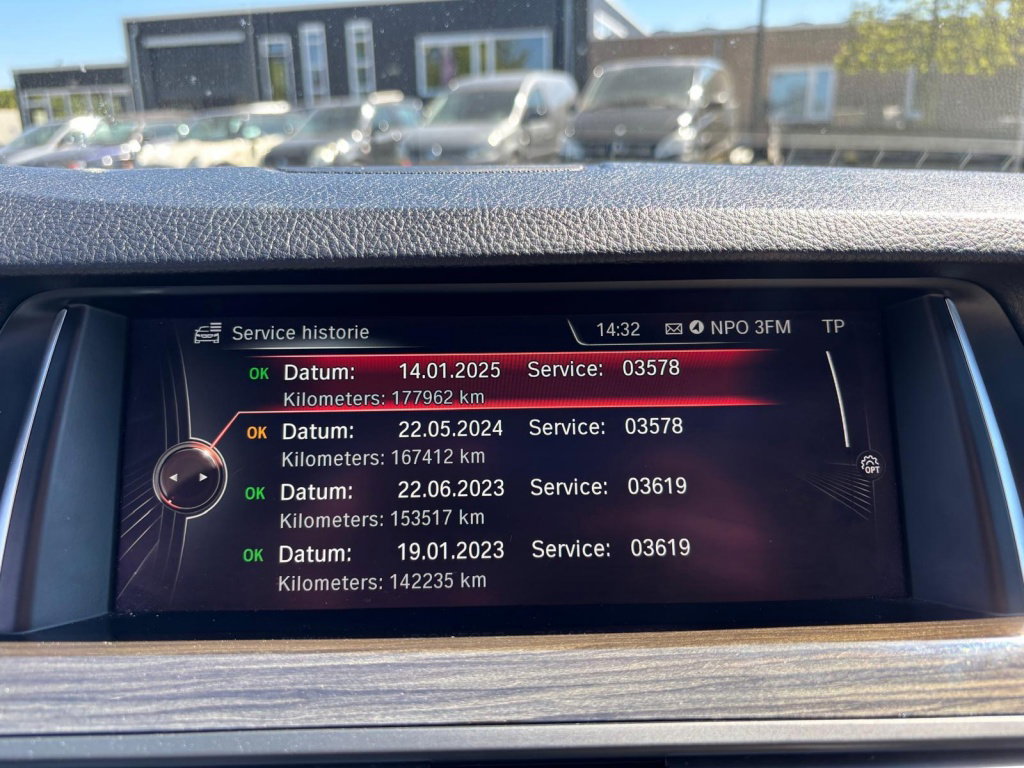 Service historie 14:32 NPO 3FM TP
OK Datum: 14.01.2025 Service: 03578
Kilometers: 177962 km
OK Datum: 22.05.2024 Service: 03578
Kilometers: 167412 km
OPT
OK Datum: 22.06.2023 Service: 03619
Kilometers: 153517 km
OK Datum: 19.01.2023 Service: 03619
Kilometers: 142235 km